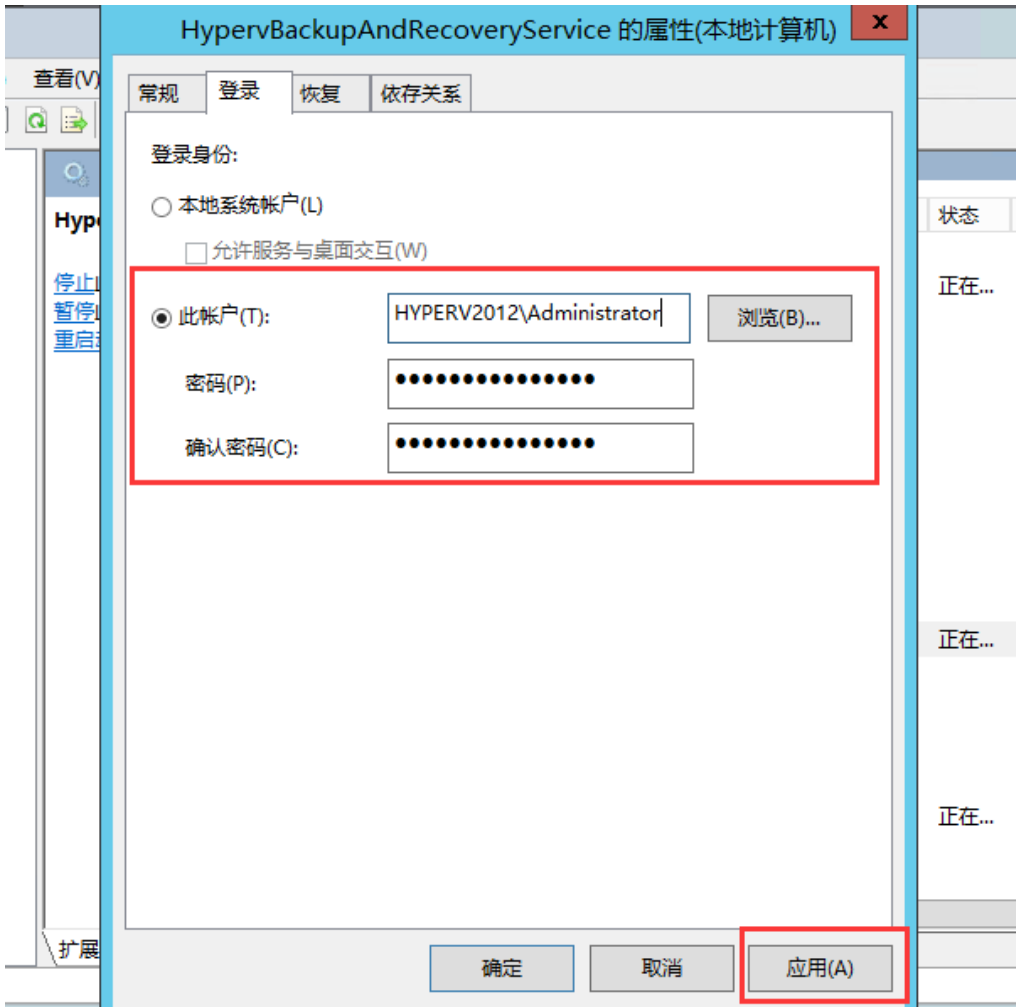 HypervBackupAndRecoveryService 的属性(本地计算机)
x
查看(V)
常规
登录
恢复
依存关系
登录身份:
本地系统帐户(L)
状态
允许服务与桌面交互(W)
停止
正在...
暂停
此帐户(T):
HYPERV2012\Administrator
浏览(B)...
重启
密码(P):
●●●●●●●●●●●●●●●
确认密码(C):
●●●●●●●●●●●●●●●
正在...
正在...
扩展
确定
取消
应用(A)